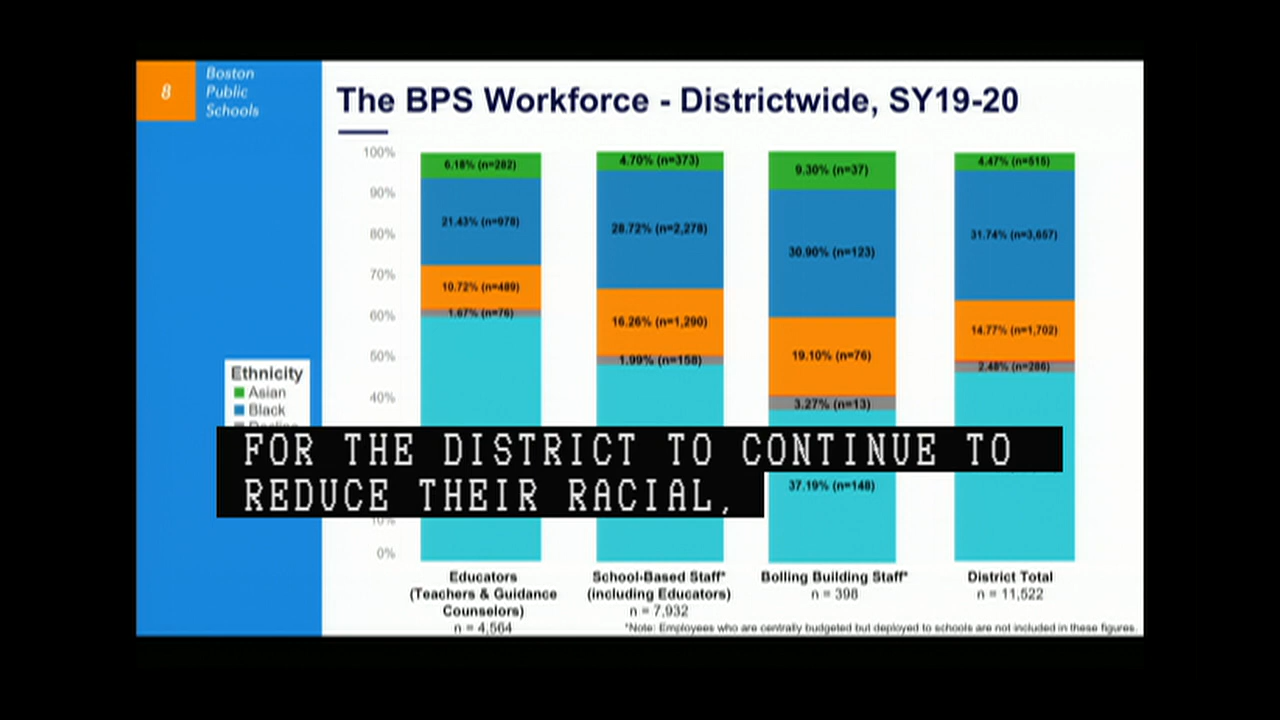 8
Boston
Public
Schools
The BPS Workforce - Districtwide, SY19-20
100%
90%
80%
70%
60%
50%
40%
10%
0%
6.18% (n=282)
21.43% (n=978)
10.72% (n=489)
1.67% (n=76)
4.70% (n=373)
28.72% (n=2,278)
16.26% (n=1,290)
1.99% (n=158)
9.30% (n=37)
30.90% (n=123)
19.10% (n=76)
3.27% (n=13)
37.19% (n=148)
4.47% (n=515)
31.74% (n=3,657)
14.77% (n=1,702)
2.48% (n=286)
Ethnicity
Asian
Black
FOR THE DISTRICT TO CONTINUE TO
REDUCE THEIR RACIAL,
Educators
(Teachers & Guidance
Counselors)
n = 4,564
School-Based Staff*
(including Educators)
n = 7,932
Bolling Building Staff*
n = 398
District Total
n = 11,522
*Note: Employees who are centrally budgeted but deployed to schools are not included in these figures.